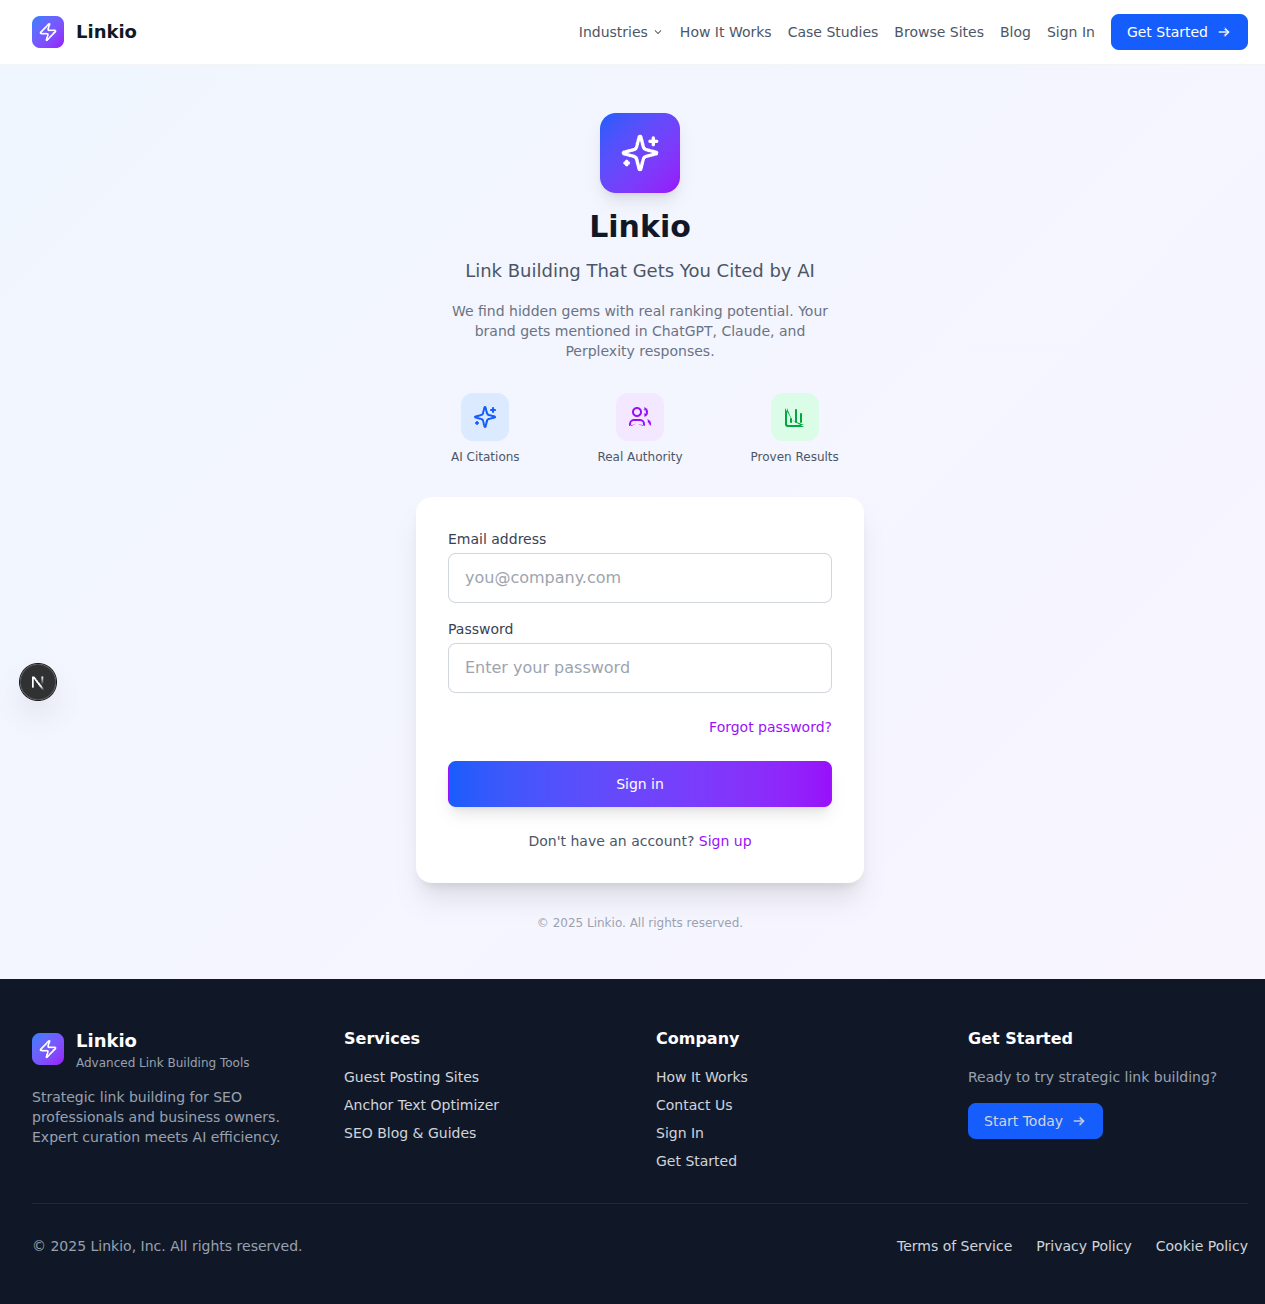 Linkio
Industries
How It Works
Case Studies
Browse Sites
Blog
Sign In
Get Started
Linkio
Link Building That Gets You Cited by AI
We find hidden gems with real ranking potential. Your
brand gets mentioned in ChatGPT, Claude, and
Perplexity responses.
AI Citations
Real Authority
Proven Results
Email address
you@company.com
Password
Enter your password
N
Forgot password?
Sign in
Don't have an account? Sign up
© 2025 Linkio. All rights reserved.
Linkio
Advanced Link Building Tools
Strategic link building for SEO
professionals and business owners.
Expert curation meets AI efficiency.
Services
Guest Posting Sites
Anchor Text Optimizer
SEO Blog & Guides
Company
How It Works
Contact Us
Sign In
Get Started
Get Started
Ready to try strategic link building?
Start Today
© 2025 Linkio, Inc. All rights reserved.
Terms of Service
Privacy Policy
Cookie Policy